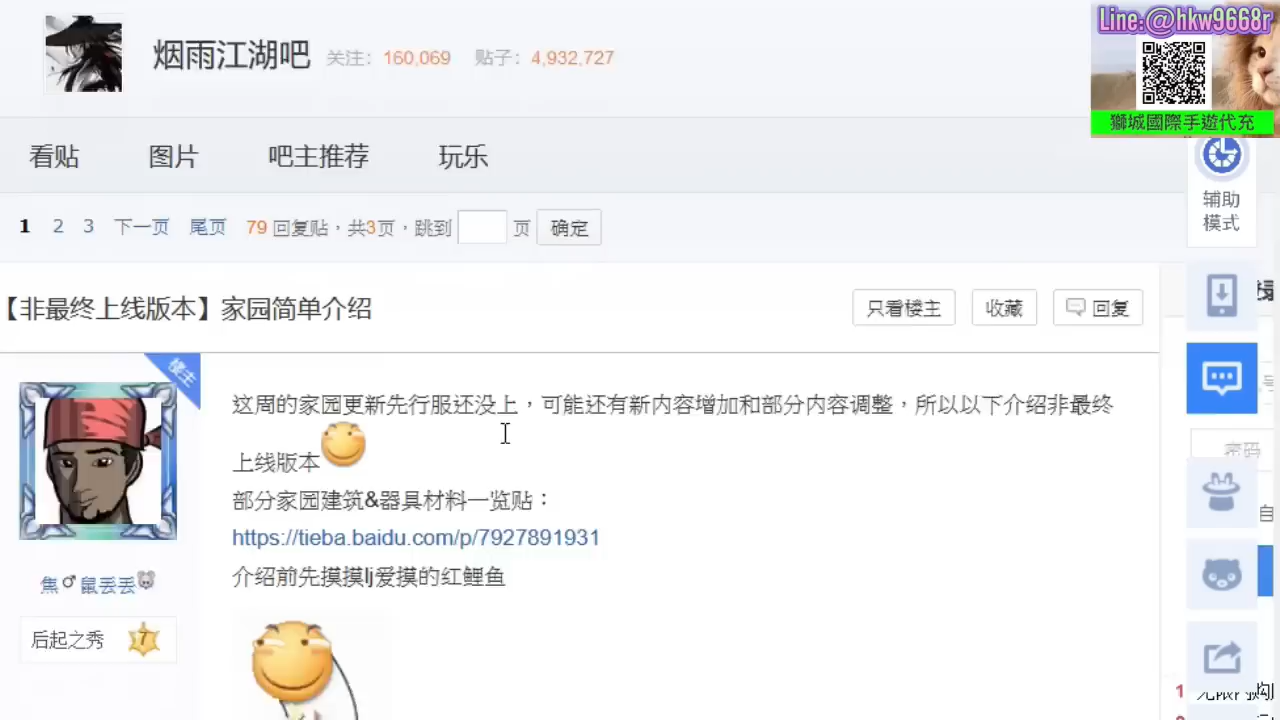 Line:@hkw9668r
獅城國際手遊代充
烟雨江湖吧 关注: 160,069 贴子: 4,932,727
看贴 图片 吧主推荐 玩乐
辅助
模式
1 2 3 下一页 尾页 79 回复贴，共3页，跳到 页 确定
【非最终上线版本】家园简单介绍 只看楼主 收藏 回复
楼主
这周的家园更新先行服还没上，可能还有新内容增加和部分内容调整，所以以下介绍非最终
上线版本
密码
部分家园建筑&器具材料一览贴：
https://tieba.baidu.com/p/7927891931
介绍前先摸摸lj爱摸的红鲤鱼
焦♂鼠丢丢🐭
后起之秀 7
自
1